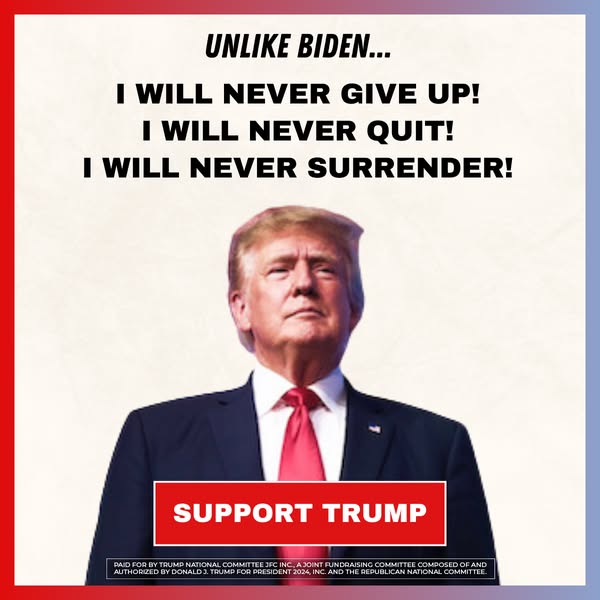 UNLIKE BIDEN...
I WILL NEVER GIVE UP!
I WILL NEVER QUIT!
I WILL NEVER SURRENDER!
SUPPORT TRUMP
PAID FOR BY TRUMP NATIONAL COMMITTEE JFC INC., A JOINT FUNDRAISING COMMITTEE COMPOSED OF AND
AUTHORIZED BY DONALD J. TRUMP FOR PRESIDENT 2024, INC. AND THE REPUBLICAN NATIONAL COMMITTEE.